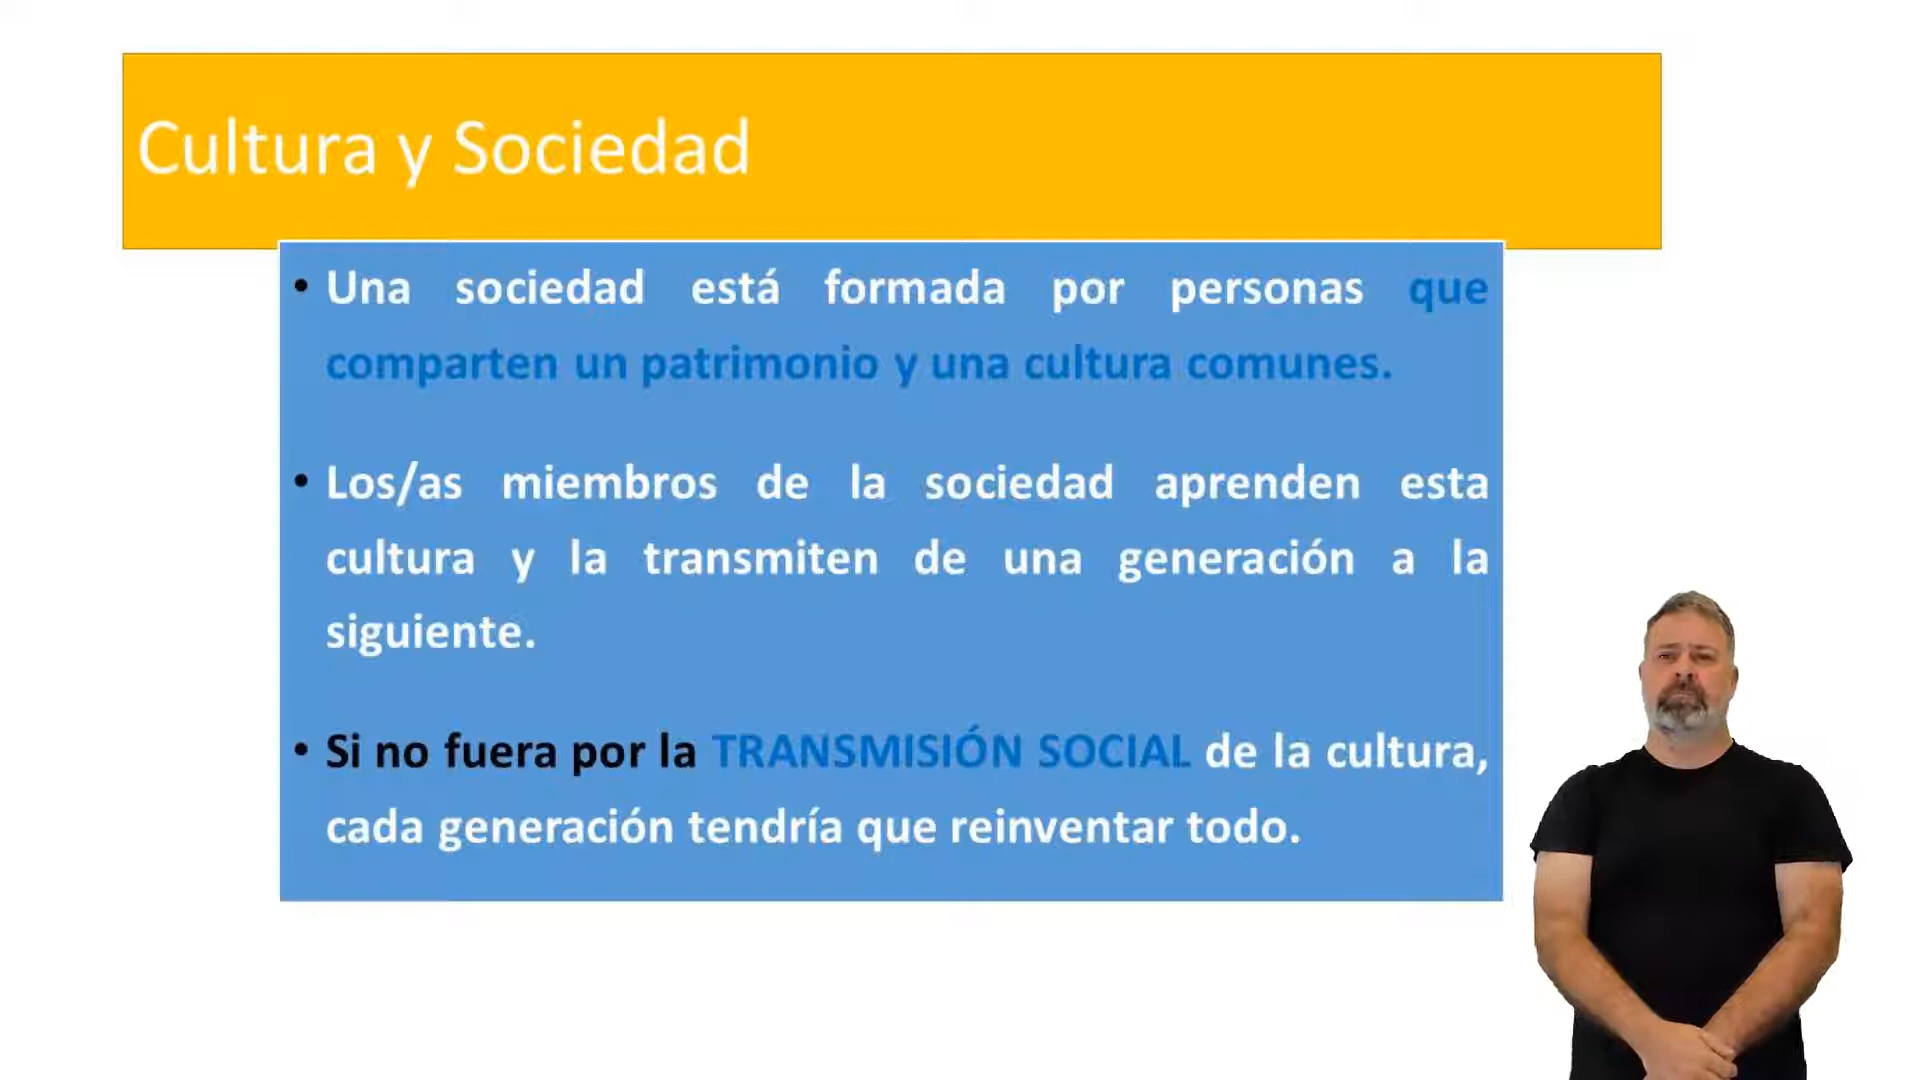 Cultura y Sociedad
• Una sociedad está formada por personas que
comparten un patrimonio y una cultura comunes.
• Los/as miembros de la sociedad aprenden esta
cultura y la transmiten de una generación a la
siguiente.
• Si no fuera por la TRANSMISIÓN SOCIAL de la cultura,
cada generación tendría que reinventar todo.